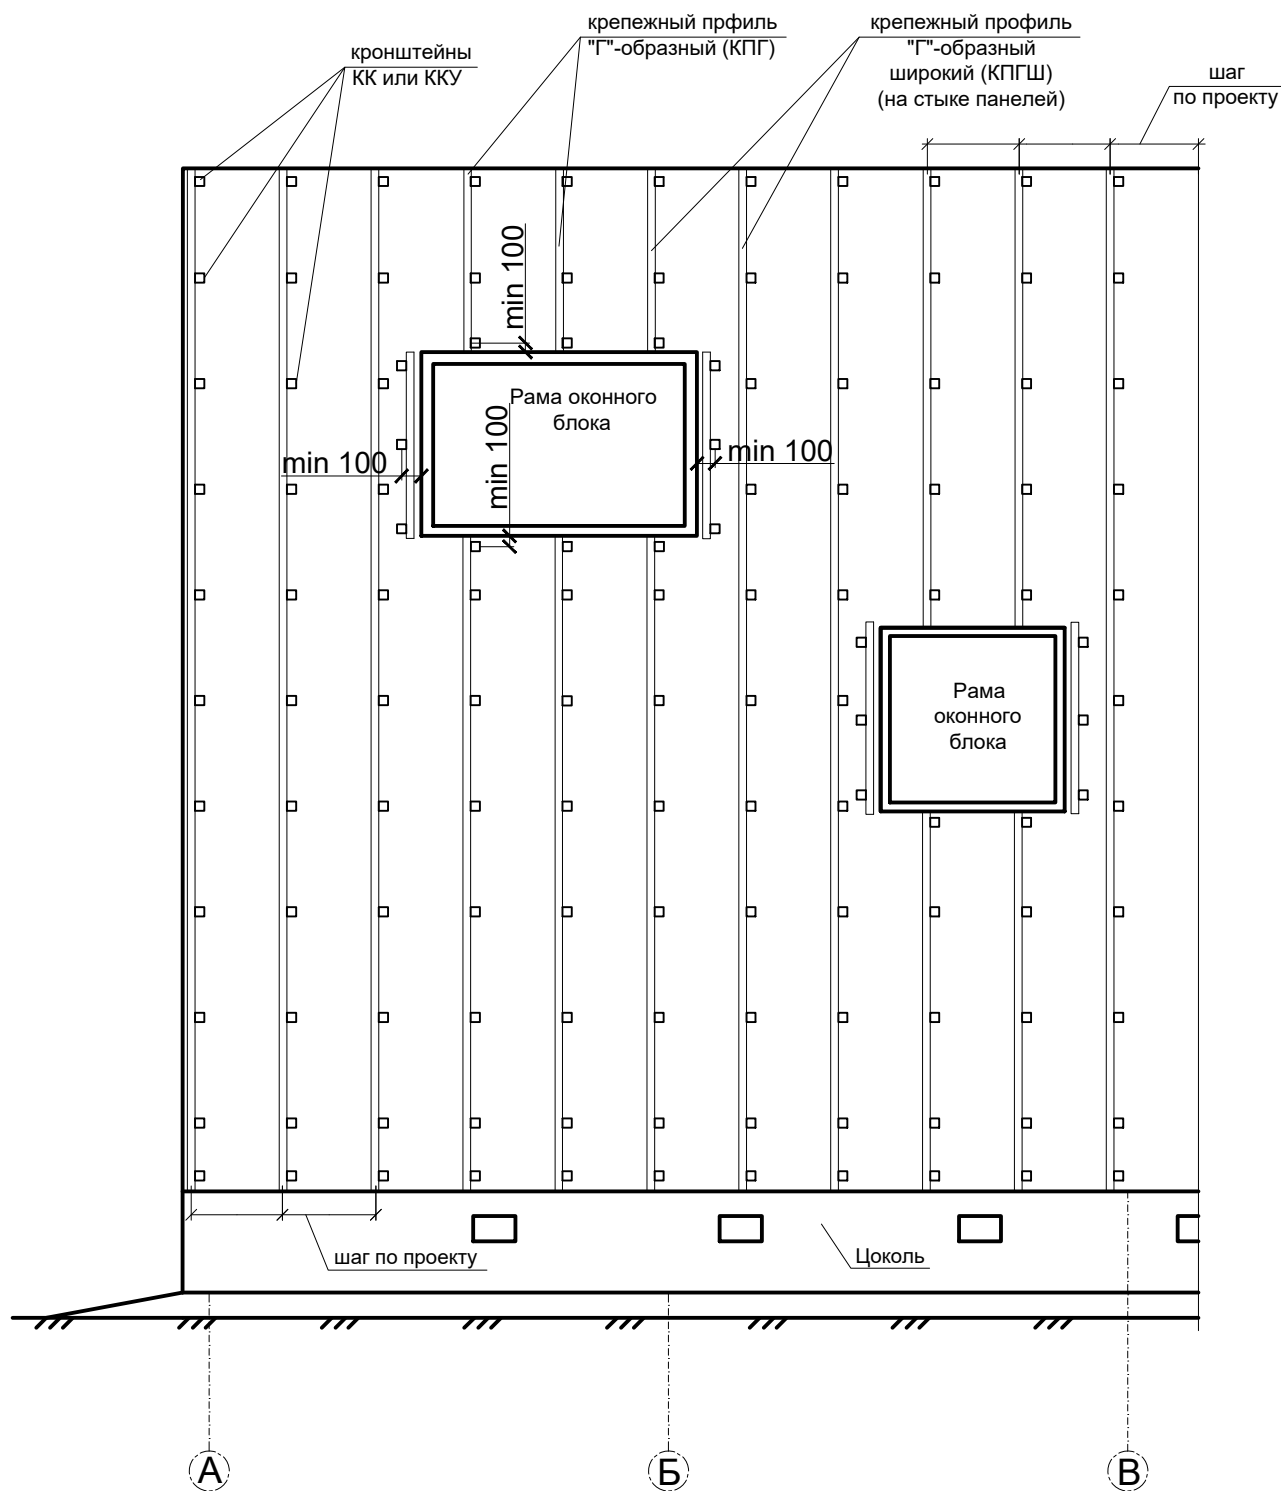 крепежный прфиль
"Г"-образный (КПГ)
крепежный профиль
"Г"-образный
широкий (КПГШ)
(на стыке панелей)
кронштейны
КК или ККУ
шаг
по проекту
min 100
Рама оконного
блока
min 100
min 100
min 100
Рама
оконного
блока
шаг по проекту
Цоколь
А
Б
В